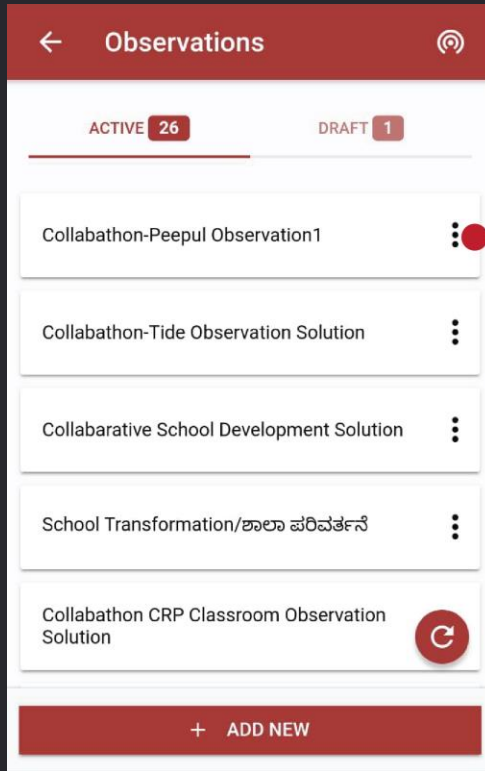 Observations
ACTIVE 26
DRAFT 1
Collabathon-Peepul Observation1
Collabathon-Tide Observation Solution
Collabarative School Development Solution
School Transformation/ಶಾಲಾ ಪರಿವರ್ತನೆ
Collabathon CRP Classroom Observation
Solution
+ ADD NEW